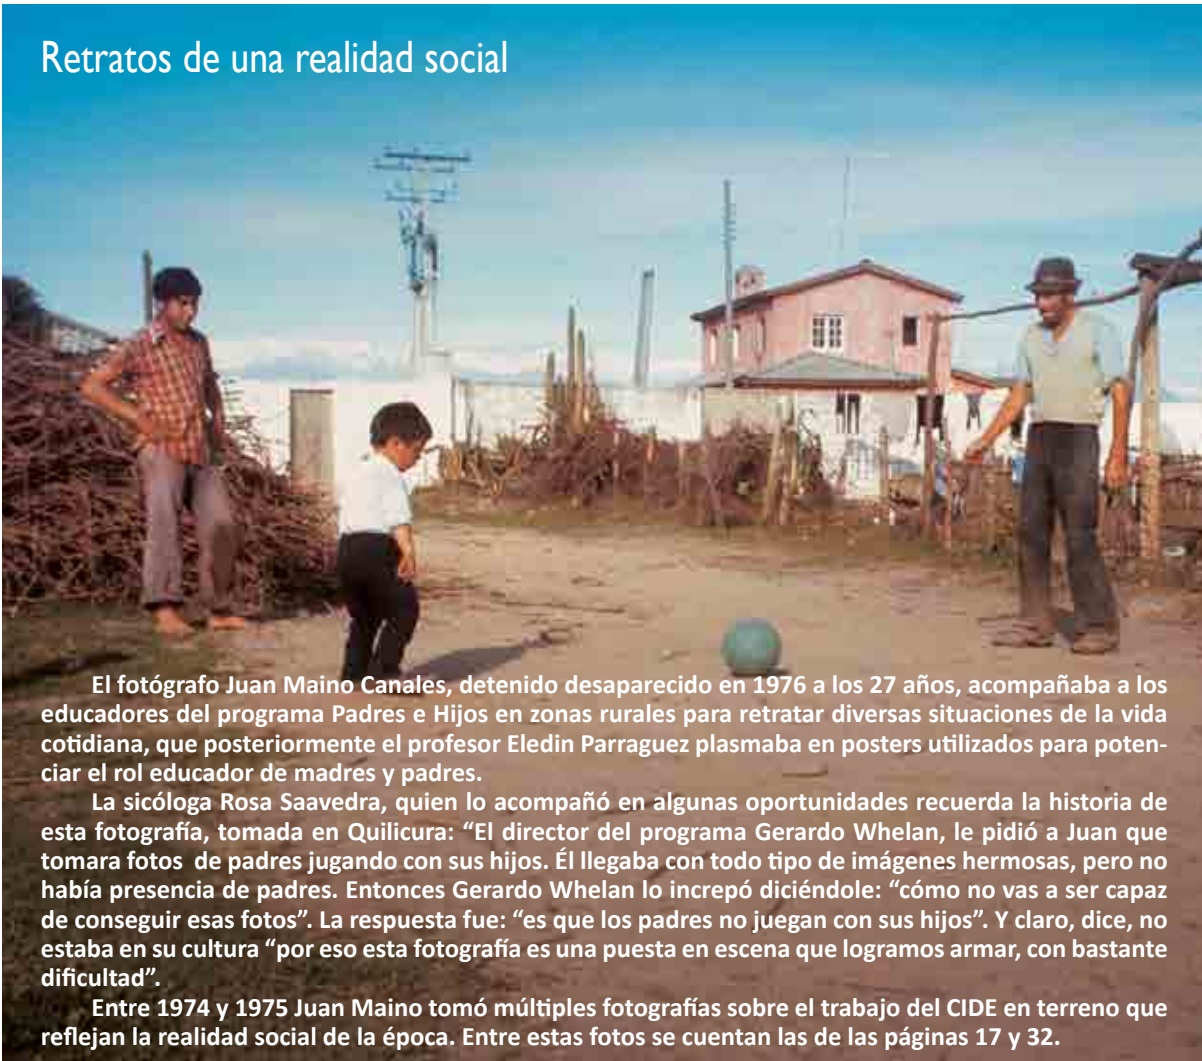 Retratos de una realidad social
El fotógrafo Juan Maino Canales, detenido desaparecido en 1976 a los 27 años, acompañaba a los
educadores del programa Padres e Hijos en zonas rurales para retratar diversas situaciones de la vida
cotidiana, que posteriormente el profesor Eledin Parraguez plasmaba en posters utilizados para poten-
ciar el rol educador de madres y padres.
La sicóloga Rosa Saavedra, quien lo acompañó en algunas oportunidades recuerda la historia de
esta fotografía, tomada en Quilicura: “El director del programa Gerardo Whelan, le pidió a Juan que
tomara fotos de padres jugando con sus hijos. Él llegaba con todo tipo de imágenes hermosas, pero no
había presencia de padres. Entonces Gerardo Whelan lo increpó diciéndole: “cómo no vas a ser capaz
de conseguir esas fotos”. La respuesta fue: “es que los padres no juegan con sus hijos”. Y claro, dice, no
estaba en su cultura “por eso esta fotografía es una puesta en escena que logramos armar, con bastante
dificultad”.
Entre 1974 y 1975 Juan Maino tomó múltiples fotografías sobre el trabajo del CIDE en terreno que
reflejan la realidad social de la época. Entre estas fotos se cuentan las de las páginas 17 y 32.